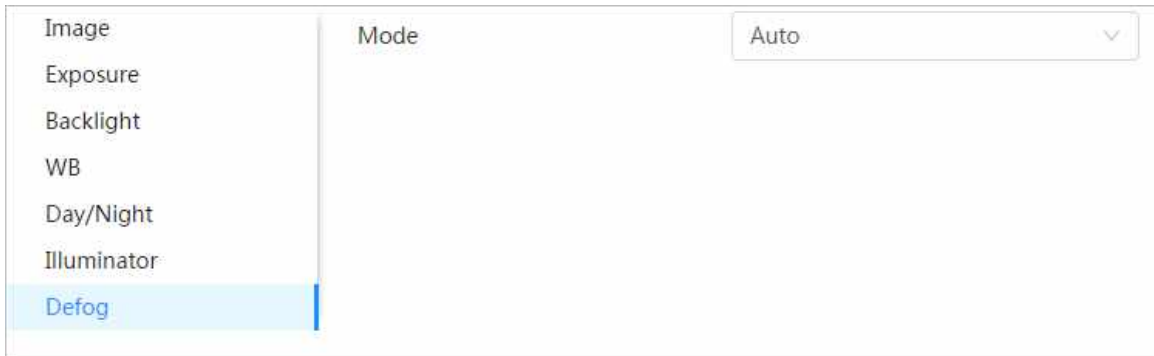 Image
Mode Auto
Exposure
Backlight
WB
Day/Night
Illuminator
Defog